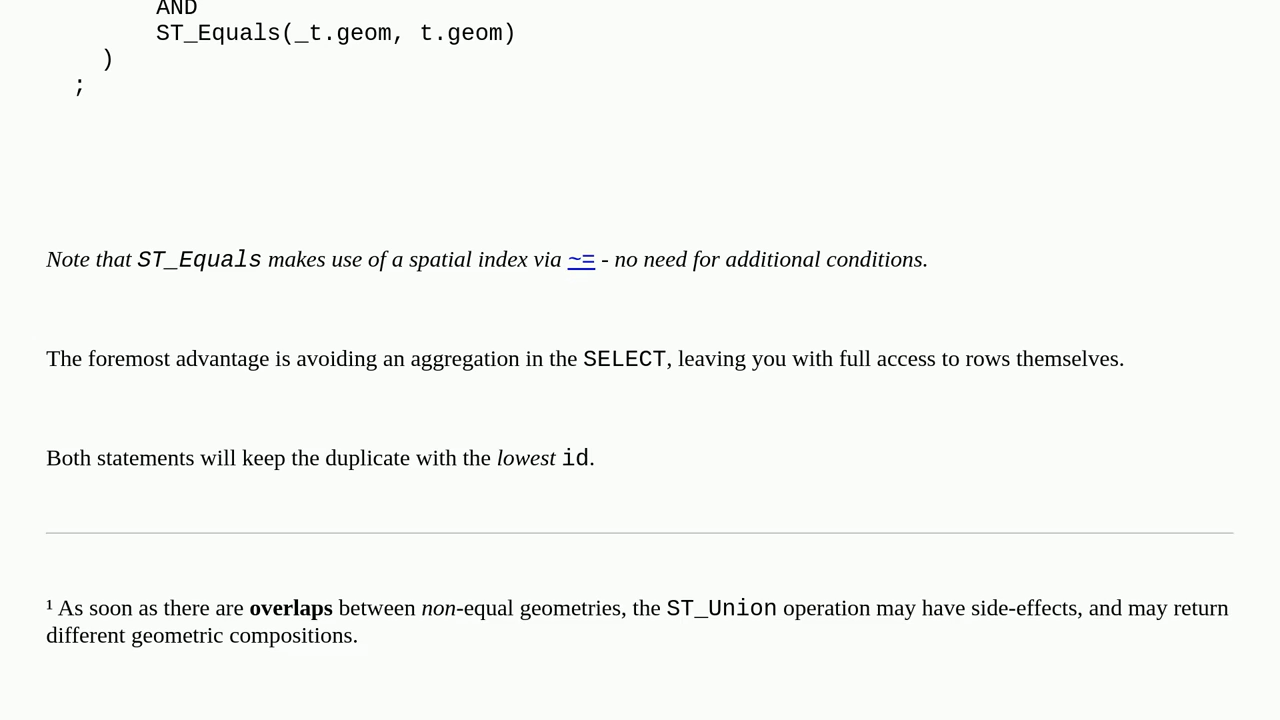 AND
ST_Equals(_t.geom, t.geom)
)
;
Note that ST_Equals makes use of a spatial index via ~= - no need for additional conditions.
The foremost advantage is avoiding an aggregation in the SELECT, leaving you with full access to rows themselves.
Both statements will keep the duplicate with the lowest id.
¹ As soon as there are overlaps between non-equal geometries, the ST_Union operation may have side-effects, and may return
different geometric compositions.